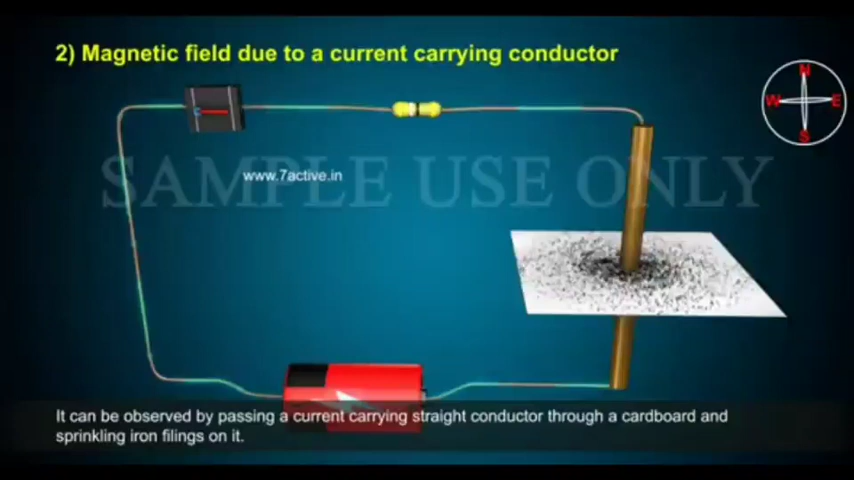 2) Magnetic field due to a current carrying conductor
N
W E
S
SAMPLE USE ONLY
www.7active.in
It can be observed by passing a current carrying straight conductor through a cardboard and
sprinkling iron filings on it.